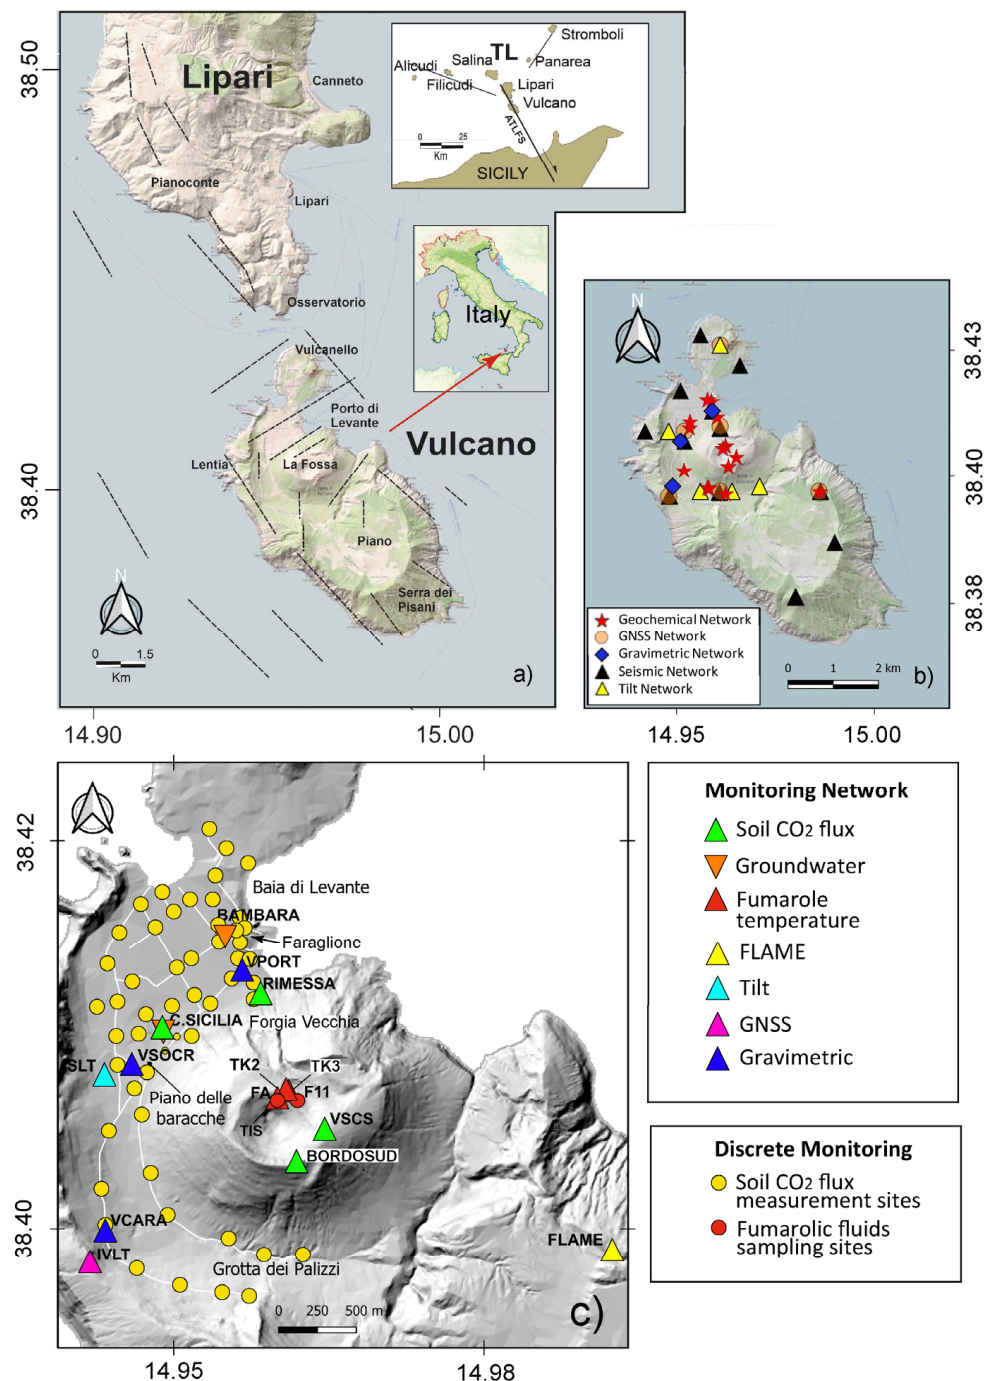 38.50
Lipari
Canneto
Pianoconte
Lipari
Osservatorio
Vulcanello
Porto di
Levante
Vulcano
Lentia
La Fossa
38.40
Piano
Serra dei
Pisani
N
0 1.5
Km
a)
14.90
15.00
Stromboli
TL
Salina
Panarea
Alicudi
Filicudi
Lipari
Vulcano
ATLFS
0 25
Km
SICILY
Italy
N
38.43
38.40
38.38
Geochemical Network
GNSS Network
Gravimetric Network
Seismic Network
Tilt Network
0 1 2 km
b)
14.95
15.00
38.42
Baia di Levante
BAMBARA
Faraglione
VPORT
RIMESSA
C.SICILIA
Forgia Vecchia
VSOCR
SLT
TK2
TK3
Piano delle
baracche
FA
F11
TIS
VSCS
BORDOSUD
VCARA
IVLT
FLAME
Grotta dei Palizzi
38.40
0 250 500 m
c)
14.95
14.98
Monitoring Network
Soil CO2 flux
Groundwater
Fumarole
temperature
FLAME
Tilt
GNSS
Gravimetric
Discrete Monitoring
Soil CO2 flux
measurement sites
Fumarolic fluids
sampling sites